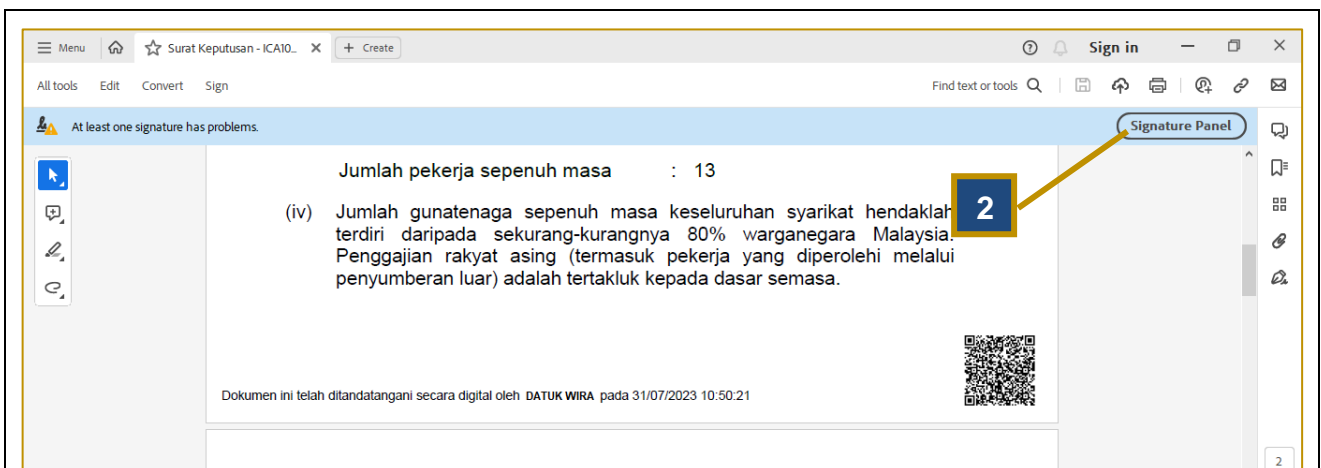 Menu
Surat Keputusan - ICA10...
+ Create
Sign in
All tools Edit Convert Sign
Find text or tools
At least one signature has problems.
Signature Panel
Jumlah pekerja sepenuh masa : 13
2
(iv) Jumlah gunatenaga sepenuh masa keseluruhan syarikat hendaklah
terdiri daripada sekurang-kurangnya 80% warganegara Malaysia.
Penggajian rakyat asing (termasuk pekerja yang diperolehi melalui
penyumberan luar) adalah tertakluk kepada dasar semasa.
Dokumen ini telah ditandatangani secara digital oleh DATUK WIRA pada 31/07/2023 10:50:21
2